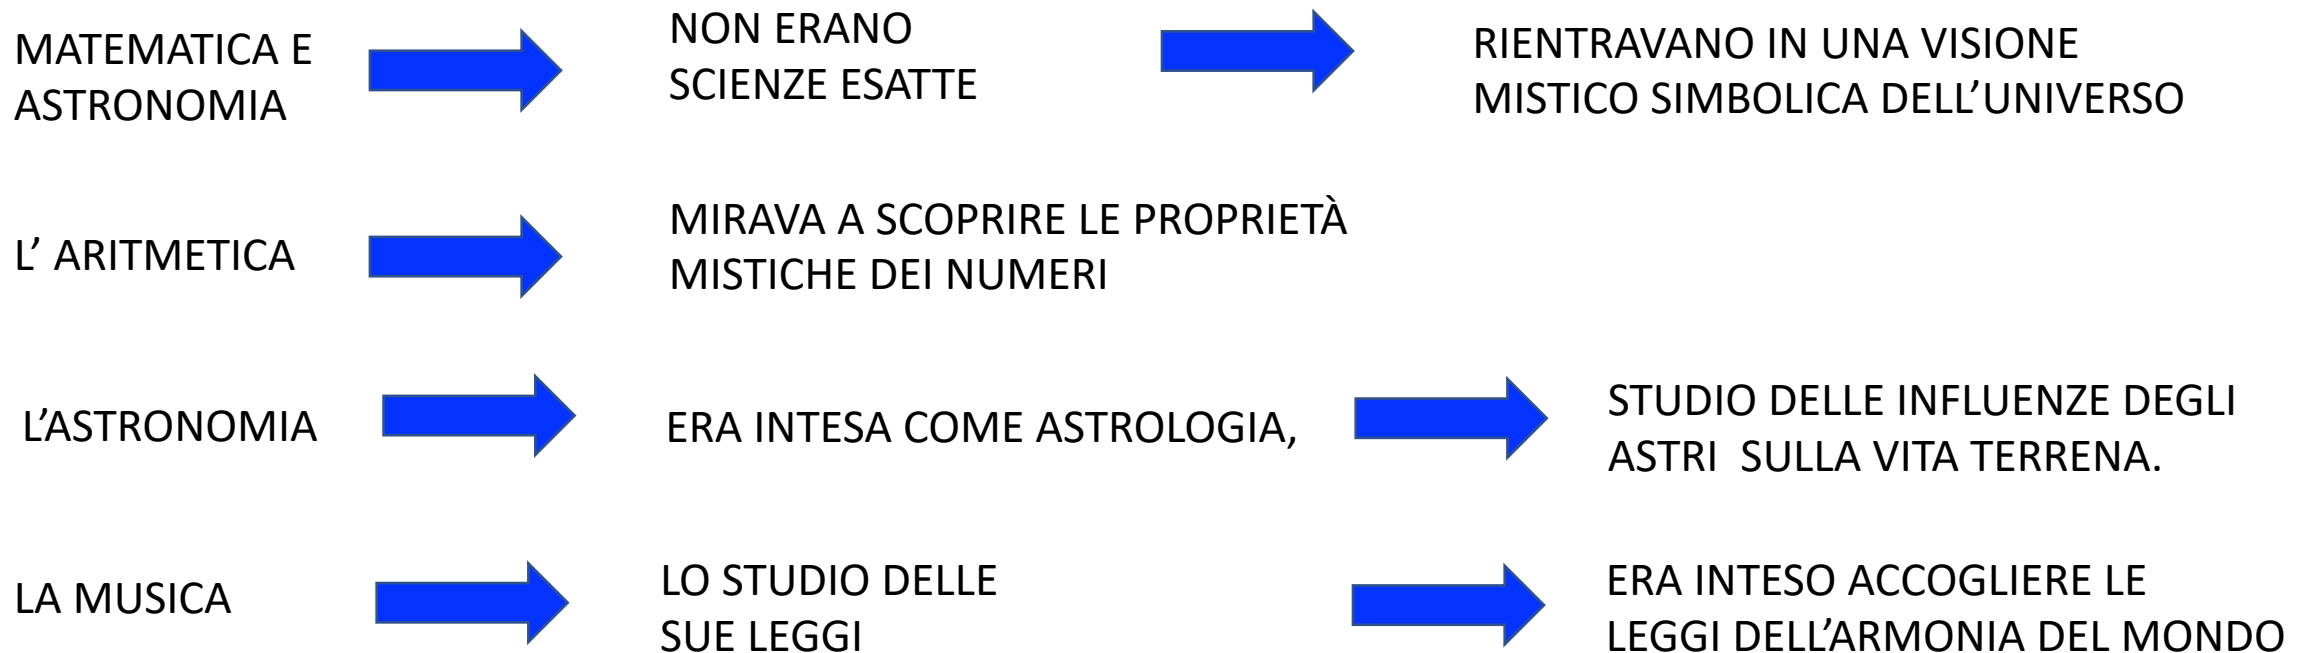 MATEMATICA E
ASTRONOMIA
NON ERANO
SCIENZE ESATTE
RIENTRAVANO IN UNA VISIONE
MISTICO SIMBOLICA DELL’UNIVERSO
L’ ARITMETICA
MIRAVA A SCOPRIRE LE PROPRIETÀ
MISTICHE DEI NUMERI
L’ASTRONOMIA
ERA INTESA COME ASTROLOGIA,
STUDIO DELLE INFLUENZE DEGLI
ASTRI  SULLA VITA TERRENA.
LA MUSICA
LO STUDIO DELLE
SUE LEGGI
ERA INTESO ACCOGLIERE LE
LEGGI DELL’ARMONIA DEL MONDO